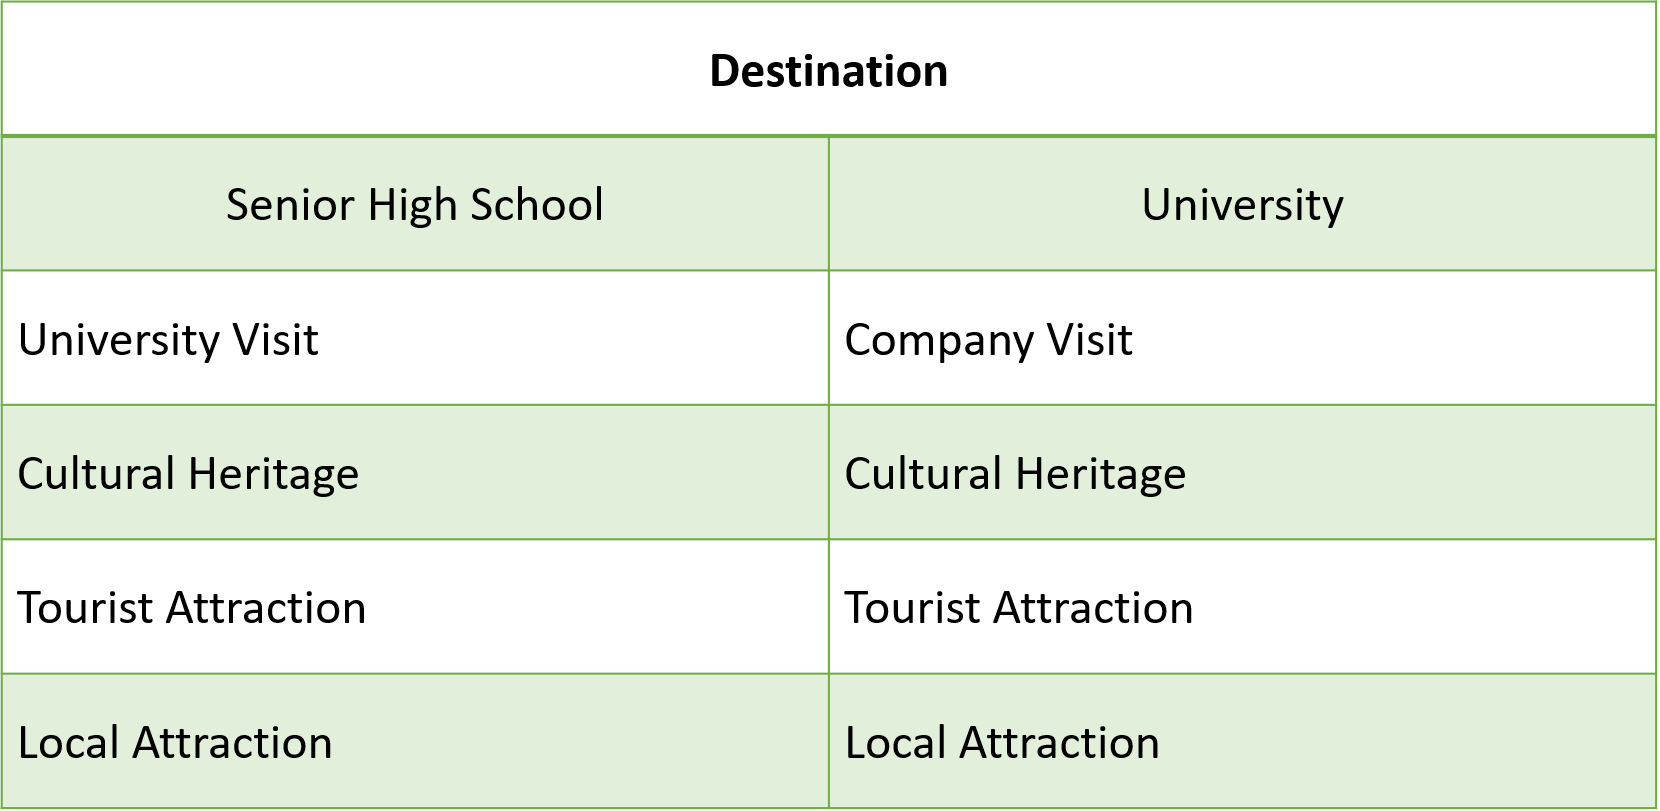 Destination
Senior High School University
University Visit Company Visit
Cultural Heritage Cultural Heritage
Tourist Attraction Tourist Attraction
Local Attraction Local Attraction